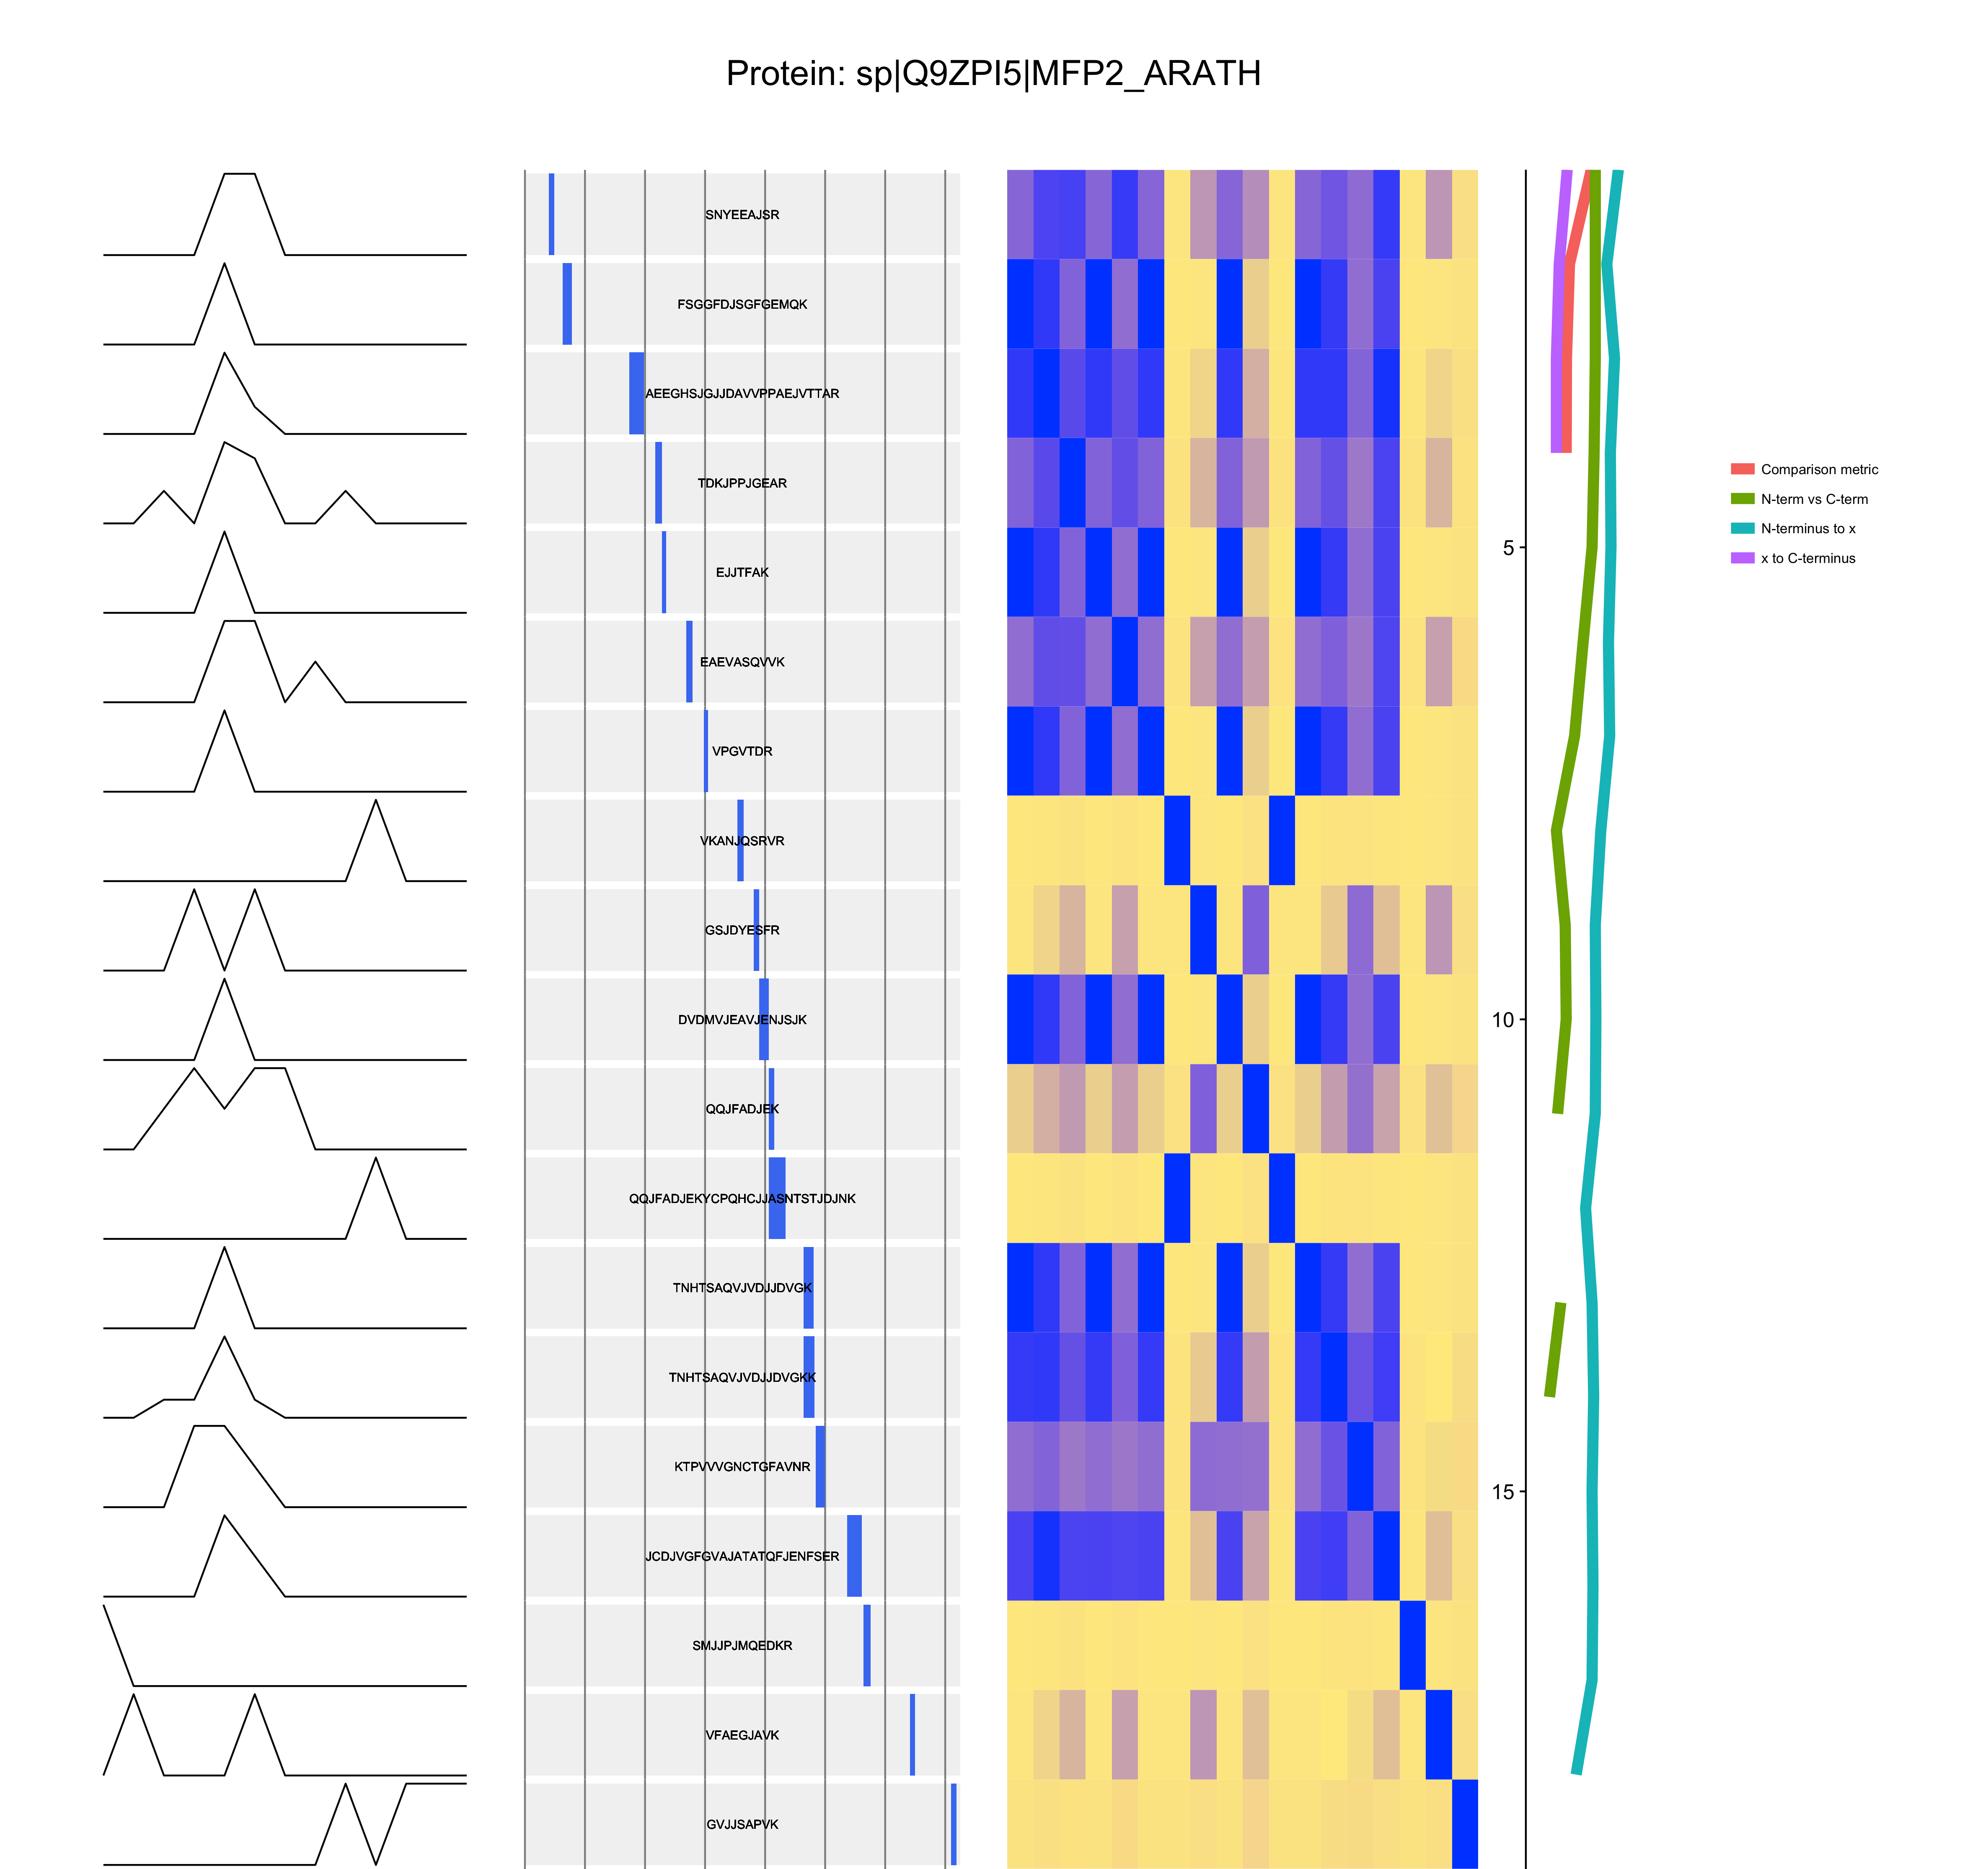 Protein: sp|Q9ZPI5|MFP2_ARATH
SNYEEAJSR
FSGGFDJSGFGEMQK
AEEGHSJGJJDAVVPPAEJVTTAR
TDKJPPJGEAR
EJJTFAK
EAEVASQVVK
VPGVTDR
VKANJQSRVR
GSJDYESFR
DVDMVJEAVJENJSJK
QQJFADJEK
QQJFADJEKYCPQHCJJASNTSTJDJNK
TNHTSAQVJVDJJDVGK
TNHTSAQVJVDJJDVGKK
KTPVVVGNCTGFAVNR
JCDJVGFGVAJATATQFJENFSER
SMJJPJMQEDKR
VFAEGJAVK
GVJJSAPVK
5
10
15
Comparison metric
N-term vs C-term
N-terminus to x
x to C-terminus